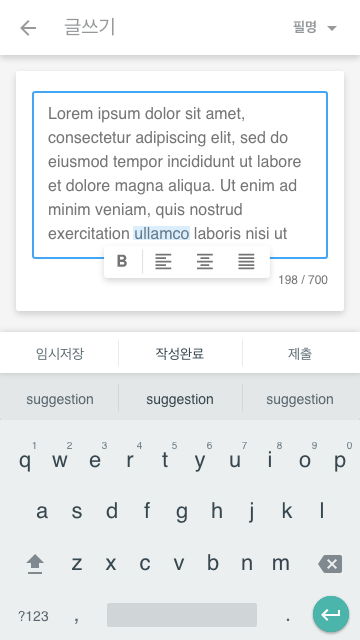 글쓰기
필명
Lorem ipsum dolor sit amet,
consectetur adipiscing elit, sed do
eiusmod tempor incididunt ut labore
et dolore magna aliqua. Ut enim ad
minim veniam, quis nostrud
exercitation ullamco laboris nisi ut
B
198 / 700
임시저장 작성완료 제출
suggestion suggestion suggestion
1 2 3 4 5 6 7 8 9 0
q w e r t y u i o p
a s d f g h j k l
z x c v b n m
?123 , .